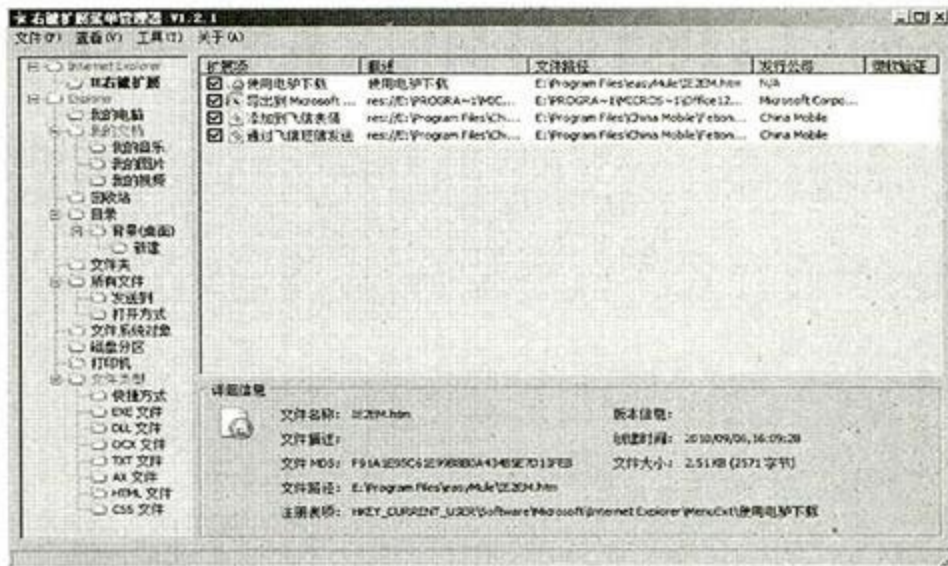 右键扩展菜单管理器 V1.2.1
文件(F) 查看(V) 工具(T) 关于(A)
Internet Explorer
IE右键扩展
Explorer
我的电脑
我的文档
我的音乐
我的图片
我的视频
回收站
目录
背景(桌面)
新建
文件夹
所有文件
发送到
打开方式
文件系统对象
磁盘分区
打印机
文件类型
快捷方式
EXE 文件
DLL 文件
OCX 文件
TXT 文件
AX 文件
HTML 文件
CSS 文件
扩展项 概述 文件路径 发行公司
使用电驴下载 使用电驴下载 E:\Program Files\easyMule\IE2EM.htm N/A
导出到 Microsoft ... res://E:\PROGRA~1\MIC... E:\PROGRA~1\MICROS~1\Office12... Microsoft Corpo...
添加到飞信表情 res://E:\Program Files\Ch... E:\Program Files\China Mobile\Fetion... China Mobile
通过飞信短信发送 res://E:\Program Files\Ch... E:\Program Files\China Mobile\Fetion... China Mobile
详细信息
文件名称: IE2EM.htm 版本信息:
文件描述: 创建时间: 2010/09/06,16:09:28
文件 MD5: 文件大小: 2.51 KB (2571 字节)
文件路径: E:\Program Files\easyMule\IE2EM.htm
注册表项: HKEY_CURRENT_USER\Software\Microsoft\Internet Explorer\MenuExt\使用电驴下载